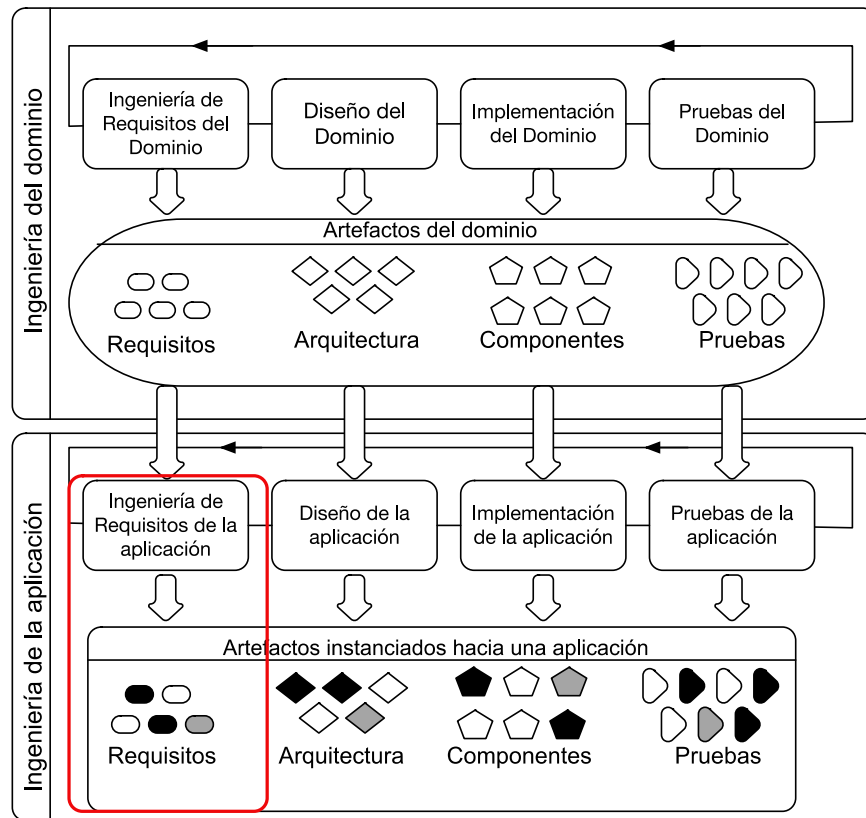 Ingeniería del dominio
Ingeniería de
Requisitos del
Dominio
Diseño del
Dominio
Implementación
del Dominio
Pruebas del
Dominio
Artefactos del dominio
Requisitos
Arquitectura
Componentes
Pruebas
Ingeniería de la aplicación
Ingeniería de
Requisitos de la
aplicación
Diseño de la
aplicación
Implementación
de la aplicación
Pruebas de la
aplicación
Artefactos instanciados hacia una aplicación
Requisitos
Arquitectura
Componentes
Pruebas